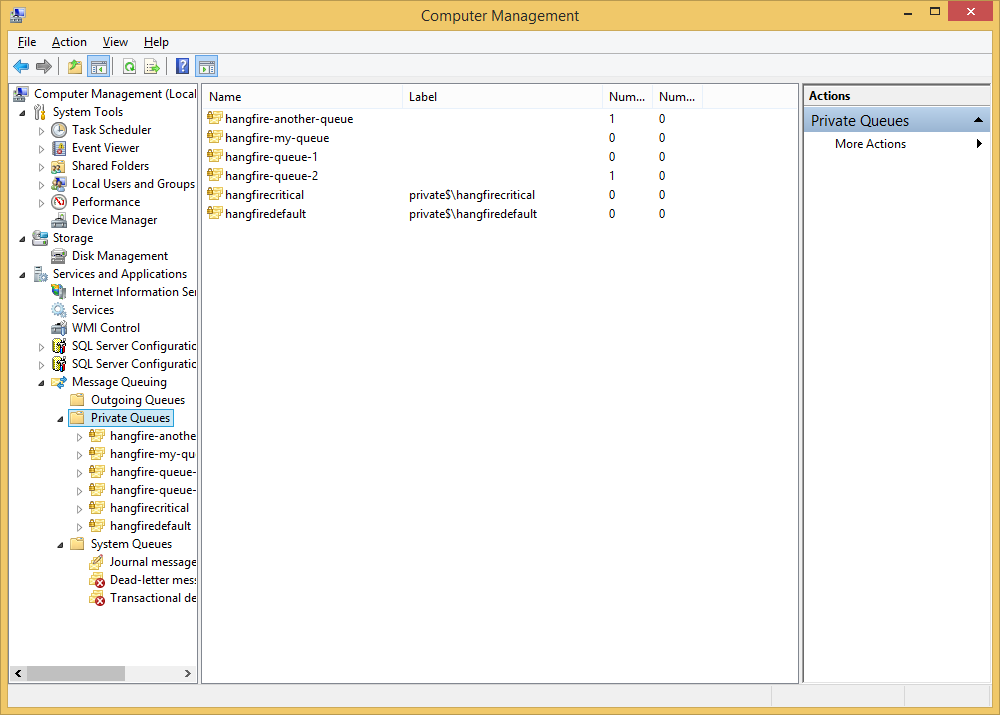 Computer Management
File Action View Help
Computer Management (Local
System Tools
Task Scheduler
Event Viewer
Shared Folders
Local Users and Groups
Performance
Device Manager
Storage
Disk Management
Services and Applications
Internet Information Ser
Services
WMI Control
SQL Server Configuratic
SQL Server Configuratic
Message Queuing
Outgoing Queues
Private Queues
hangfire-anothe
hangfire-my-qu
hangfire-queue-
hangfire-queue-
hangfirecritical
hangfiredefault
System Queues
Journal message
Dead-letter mess
Transactional de
Name Label Num... Num...
hangfire-another-queue 1 0
hangfire-my-queue 0 0
hangfire-queue-1 0 0
hangfire-queue-2 1 0
hangfirecritical private$\hangfirecritical 0 0
hangfiredefault private$\hangfiredefault 0 0
Actions
Private Queues
More Actions